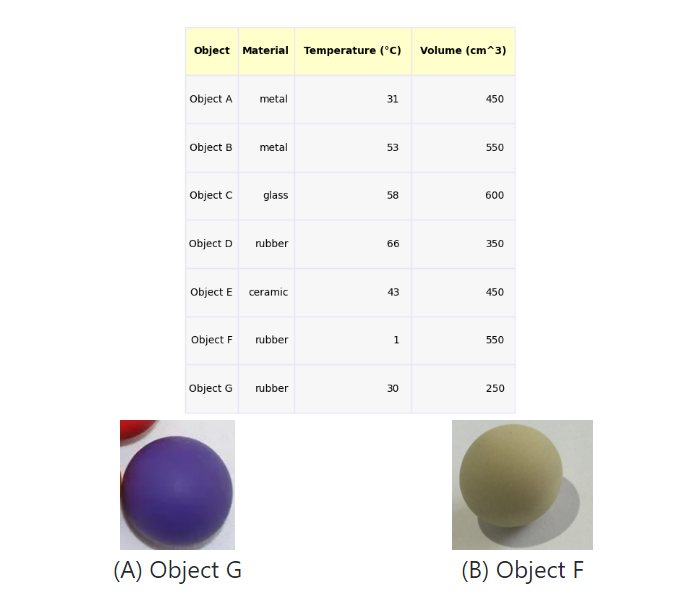 Object Material Temperature (°C) Volume (cm^3)
Object A metal 31 450
Object B metal 53 550
Object C glass 58 600
Object D rubber 66 350
Object E ceramic 43 450
Object F rubber 1 550
Object G rubber 30 250
(A) Object G (B) Object F